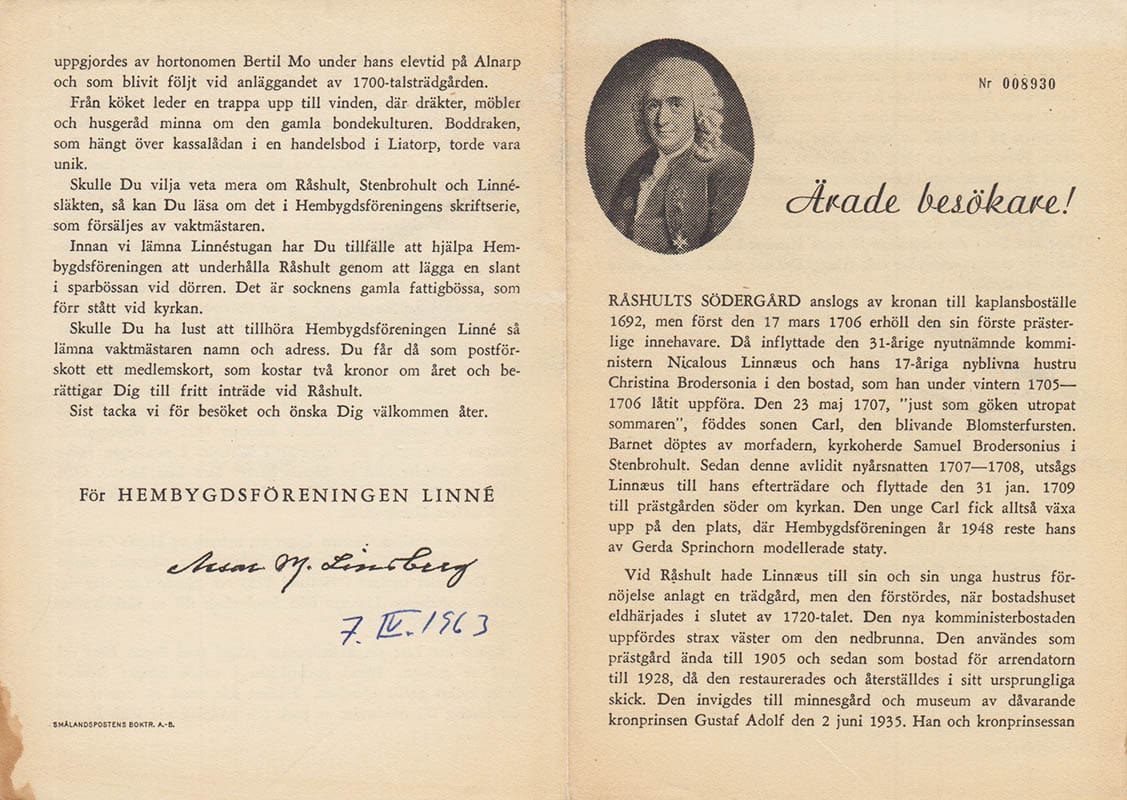 uppgjordes av hortonomen Bertil Mo under hans elevtid på Alnarp
och som blivit följt vid anläggandet av 1700-talsträdgården.
Från köket leder en trappa upp till vinden, där dräkter, möbler
och husgeråd minna om den gamla bondekulturen. Boddraken,
som hängt över kassalådan i en handelsbod i Liatorp, torde vara
unik.
Skulle Du vilja veta mera om Råshult, Stenbrohult och Linné-
släkten, så kan Du läsa om det i Hembygdsföreningens skriftserie,
som försäljes av vaktmästaren.
Innan vi lämna Linnéstugan har Du tillfälle att hjälpa Hem-
bygdsföreningen att underhålla Råshult genom att lägga en slant
i sparbössan vid dörren. Det är socknens gamla fattigbössa, som
förr stått vid kyrkan.
Skulle Du ha lust att tillhöra Hembygdsföreningen Linné så
lämna vaktmästaren namn och adress. Du får då som postför-
skott ett medlemskort, som kostar två kronor om året och be-
rättigar Dig till fritt inträde vid Råshult.
Sist tacka vi för besöket och önska Dig välkommen åter.
För HEMBYGDSFÖRENINGEN LINNÉ
M. Linsberg
7. IV. 1963
SMÅLANDSPOSTENS BOKTR. A.-B.
Nr 008930
Ärade besökare!
RÅSHULTS SÖDERGÅRD anslogs av kronan till kaplansboställe
1692, men först den 17 mars 1706 erhöll den sin förste präster-
lige innehavare. Då inflyttade den 31-årige nyutnämnde kommi-
nistern Nicalous Linnæus och hans 17-åriga nyblivna hustru
Christina Brodersonia i den bostad, som han under vintern 1705—
1706 låtit uppföra. Den 23 maj 1707, ”just som göken utropat
sommaren”, föddes sonen Carl, den blivande Blomsterfursten.
Barnet döptes av morfadern, kyrkoherde Samuel Brodersonius i
Stenbrohult. Sedan denne avlidit nyårsnatten 1707—1708, utsågs
Linnæus till hans efterträdare och flyttade den 31 jan. 1709
till prästgården söder om kyrkan. Den unge Carl fick alltså växa
upp på den plats, där Hembygdsföreningen år 1948 reste hans
av Gerda Sprinchorn modellerade staty.
Vid Råshult hade Linnæus till sin och sin unga hustrus för-
nöjelse anlagt en trädgård, men den förstördes, när bostadshuset
eldhärjades i slutet av 1720-talet. Den nya komministerbostaden
uppfördes strax väster om den nedbrunna. Den användes som
prästgård ända till 1905 och sedan som bostad för arrendatorn
till 1928, då den restaurerades och återställdes i sitt ursprungliga
skick. Den invigdes till minnesgård och museum av dåvarande
kronprinsen Gustaf Adolf den 2 juni 1935. Han och kronprinsessan